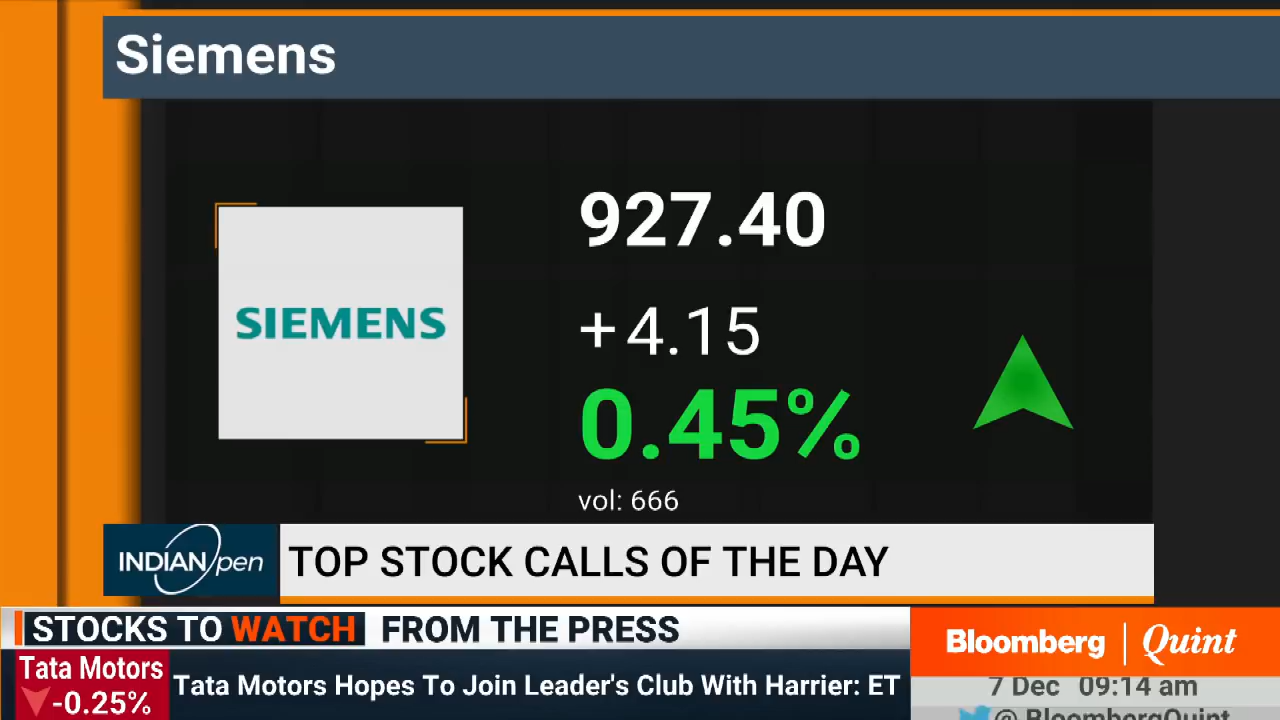 Siemens
927.40
SIEMENS
+4.15
0.45%
vol: 666
INDIAN
TOP STOCK CALLS OF THE DAY
STOCKS TO WATCH FROM THE PRESS
Bloomberg | Quint
Tata Motors
-0.25%
Tata Motors Hopes To Join Leader's Club With Harrier: ET
7 Dec 09:14 am
@ BloombergQuint